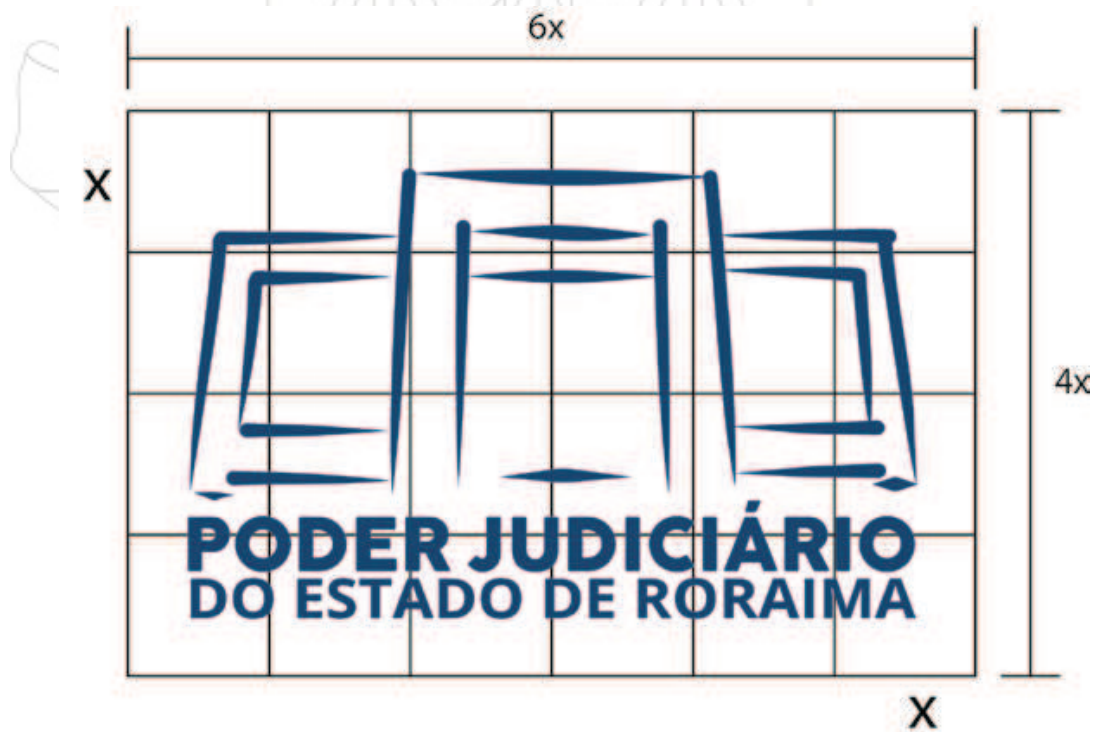 6x
X
4x
PODER JUDICIÁRIO
DO ESTADO DE RORAIMA
X